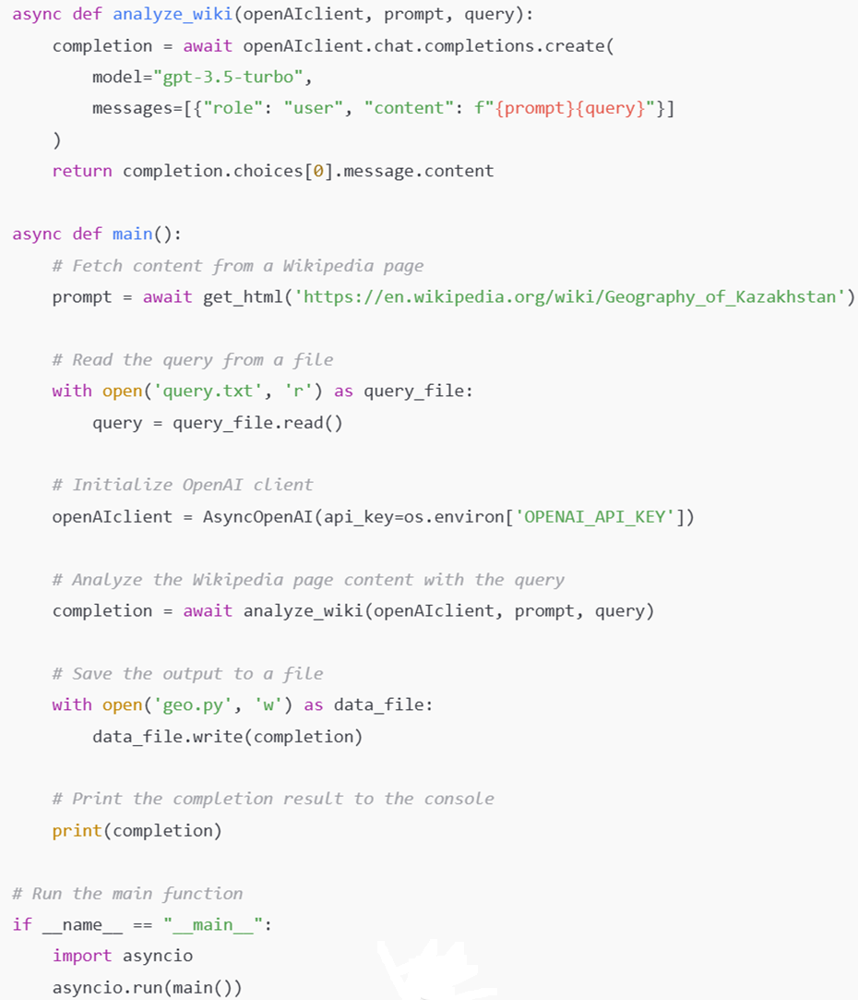 async def analyze_wiki(openAIclient, prompt, query):
    completion = await openAIclient.chat.completions.create(
        model="gpt-3.5-turbo",
        messages=[{"role": "user", "content": f"{prompt}{query}"}]
    )
    return completion.choices[0].message.content

async def main():
    # Fetch content from a Wikipedia page
    prompt = await get_html('https://en.wikipedia.org/wiki/Geography_of_Kazakhstan')

    # Read the query from a file
    with open('query.txt', 'r') as query_file:
        query = query_file.read()

    # Initialize OpenAI client
    openAIclient = AsyncOpenAI(api_key=os.environ['OPENAI_API_KEY'])

    # Analyze the Wikipedia page content with the query
    completion = await analyze_wiki(openAIclient, prompt, query)

    # Save the output to a file
    with open('geo.py', 'w') as data_file:
        data_file.write(completion)

    # Print the completion result to the console
    print(completion)

# Run the main function
if __name__ == "__main__":
    import asyncio
    asyncio.run(main())